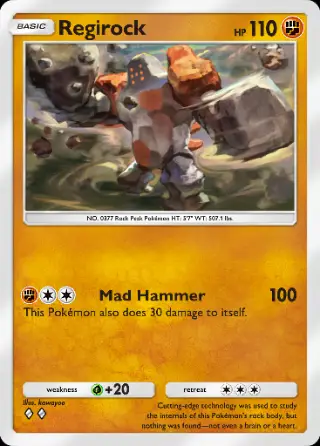 BASIC Regirock HP 110
NO. 0377 Rock Peak Pokémon HT: 5'7" WT: 507.1 lbs.
Mad Hammer 100
This Pokémon also does 30 damage to itself.
weakness +20 retreat
Illus. kawayoo
Cutting-edge technology was used to study
the internals of this Pokémon's rock body, but
nothing was found—not even a brain or a heart.